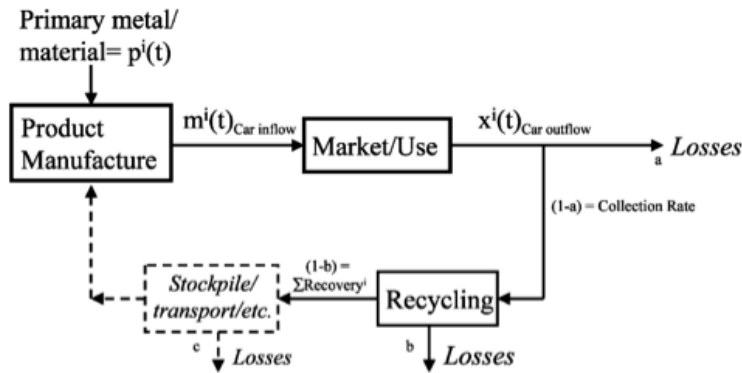 Primary metal/
material= pⁱ(t)
Product
Manufacture
mⁱ(t)Car inflow
Market/Use
xⁱ(t)Car outflow
a
Losses
(1-a) = Collection Rate
Stockpile/
transport/etc.
(1-b) =
ΣRecoveryⁱ
Recycling
c
Losses
b
Losses